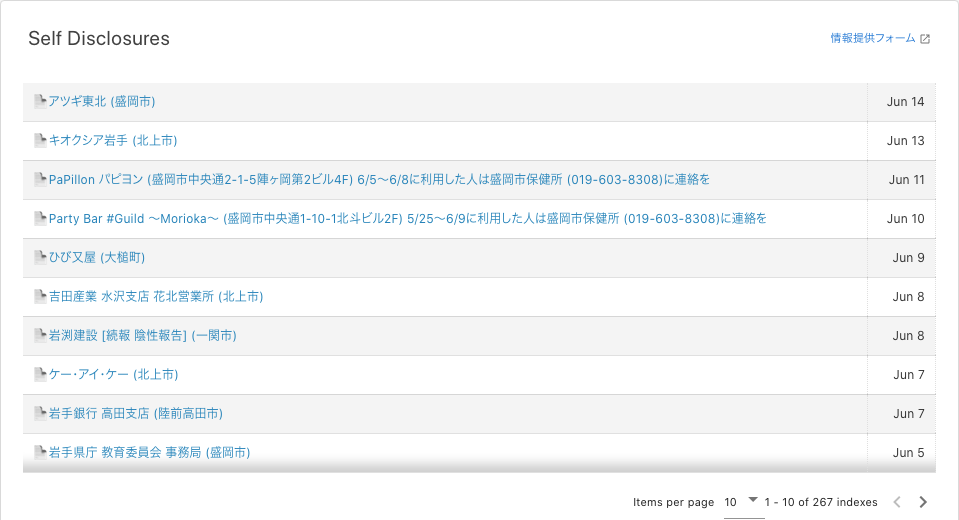 Self Disclosures
情報提供フォーム
アツギ東北 (盛岡市) Jun 14
キオクシア岩手 (北上市) Jun 13
PaPillon パピヨン (盛岡市中央通2-1-5陣ヶ岡第2ビル4F) 6/5〜6/8に利用した人は盛岡市保健所 (019-603-8308)に連絡を Jun 11
Party Bar #Guild 〜Morioka〜 (盛岡市中央通1-10-1北斗ビル2F) 5/25〜6/9に利用した人は盛岡市保健所 (019-603-8308)に連絡を Jun 10
ひび又屋 (大槌町) Jun 9
吉田産業 水沢支店 花北営業所 (北上市) Jun 8
岩渕建設 [続報 陰性報告] (一関市) Jun 8
ケー・アイ・ケー (北上市) Jun 7
岩手銀行 高田支店 (陸前高田市) Jun 7
岩手県庁 教育委員会 事務局 (盛岡市) Jun 5
Items per page 10 1 - 10 of 267 indexes